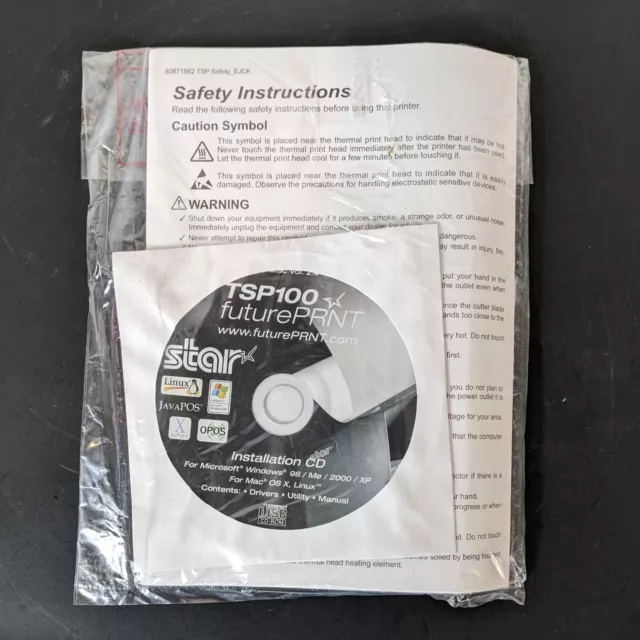 80871562 TSP Safety_EJCK
Safety Instructions
Read the following safety instructions before using this printer.
Caution Symbol
This symbol is placed near the thermal print head to indicate that it may be hot.
Never touch the thermal print head immediately after the printer has been used.
Let the thermal print head cool for a few minutes before touching it.
This symbol is placed near the thermal print head to indicate that it is easily
damaged. Observe the precautions for handling electrostatic sensitive devices.
WARNING
✓ Shut down your equipment immediately if it produces smoke, a strange odor, or unusual noise.
Immediately unplug the equipment and contact your dealer for
✓ Never attempt to repair this product
dangerous.
may result in injury, fire,
put your hand in the
the outlet even when
since the cutter blade
hands too close to the
very hot. Do not touch
first.
you do not plan to
the power outlet it is
voltage for your area.
that the computer
if there is a
your hand.
progress or when
Do not touch
soiled by being touched
thermal head heating element.
TSP100
futurePRNT
www.futurePRNT.com
star
Linux
JAVAPOS
X
OPOS
star
Installation CD
For Microsoft® Windows® 98 / Me / 2000 / XP
For Mac® OS X, Linux™
Contents: • Drivers • Utility • Manual
disc
CD-ROM